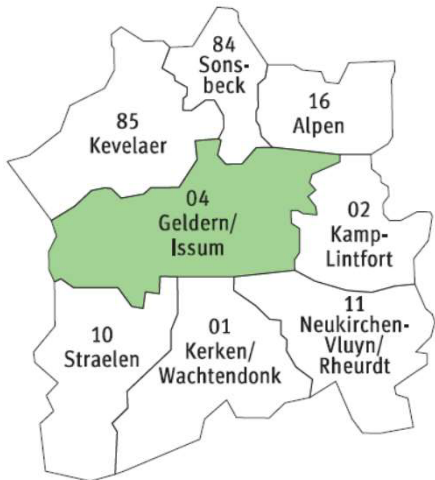 84
Sons-
beck
16
Alpen
85
Kevelaer
04
Geldern/
Issum
02
Kamp-
Lintfort
11
Neukirchen-
Vluyn/
Rheurdt
10
Straelen
01
Kerken/
Wachtendonk